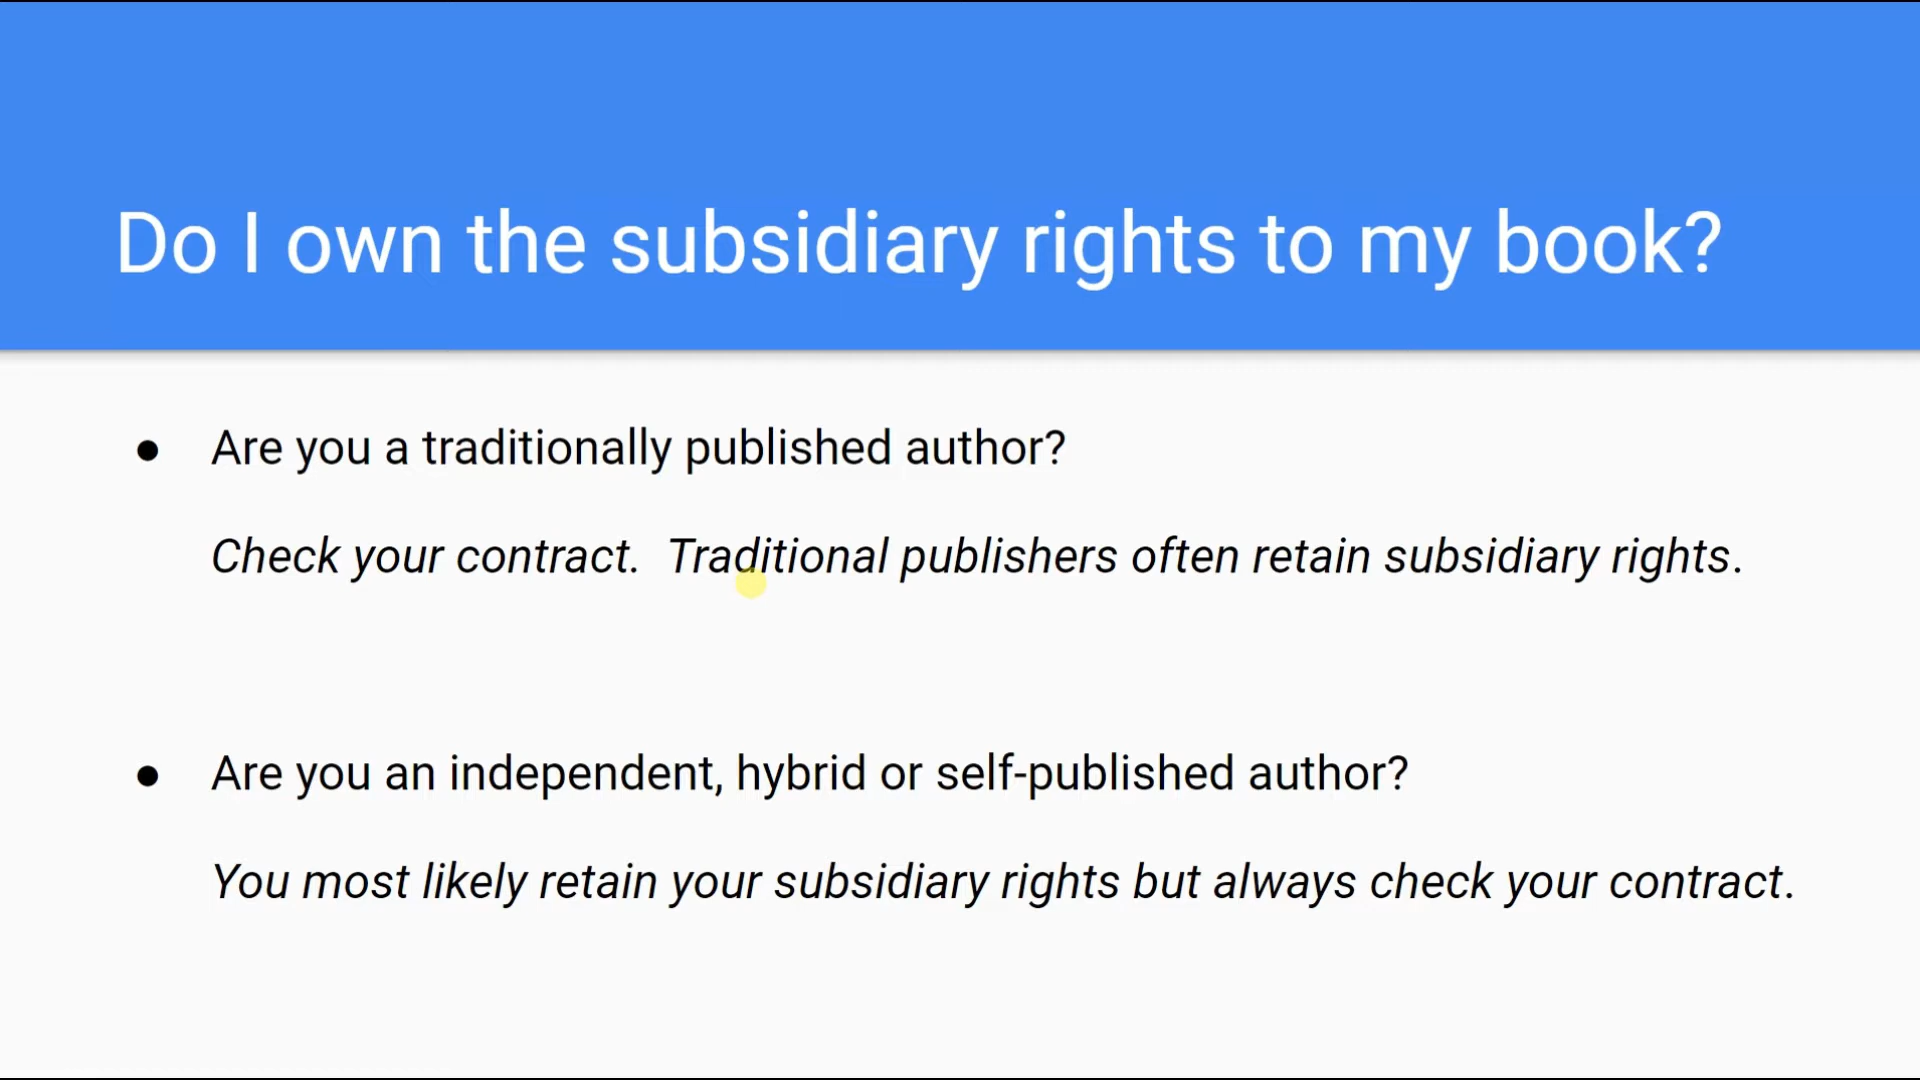 Do I own the subsidiary rights to my book?
● Are you a traditionally published author?
Check your contract.  Traditional publishers often retain subsidiary rights.
● Are you an independent, hybrid or self-published author?
You most likely retain your subsidiary rights but always check your contract.